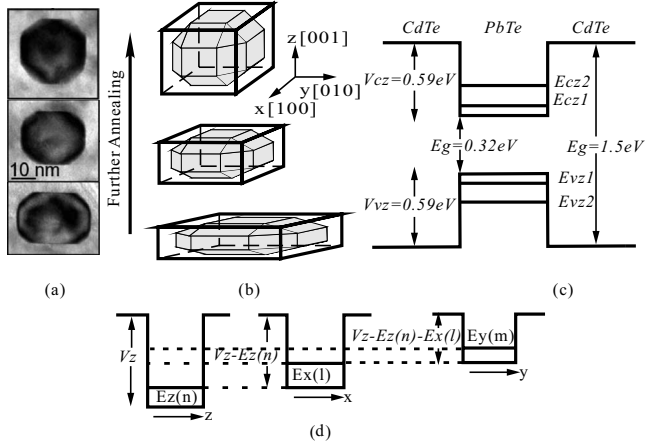 10 nm
Further Annealing
z[001]
y[010]
x[100]
CdTe PbTe CdTe
Vcz=0.59eV
Ecz2
Ecz1
Eg=0.32eV
Eg=1.5eV
Evz1
Vvz=0.59eV
Evz2
(a) (b) (c)
Vz
Vz-Ez(n)
Vz-Ez(n)-Ex(l)
Ey(m)
Ex(l)
Ez(n)
z
x
y
(d)